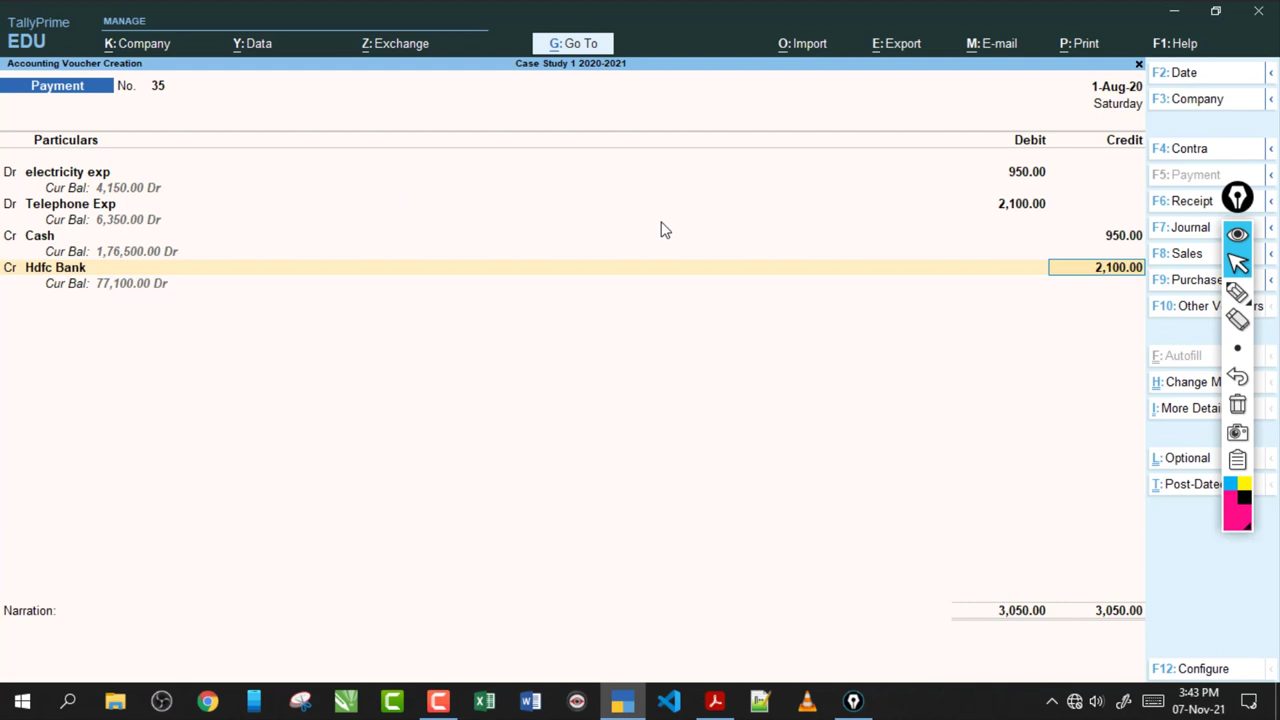 TallyPrime
EDU
MANAGE
K: Company
Y: Data
Z: Exchange
G: Go To
O: Import
E: Export
M: E-mail
P: Print
F1: Help
Accounting Voucher Creation
Case Study 1 2020-2021
Payment No. 35
1-Aug-20
Saturday
Particulars Debit Credit
Dr electricity exp 950.00
Cur Bal: 4,150.00 Dr
Dr Telephone Exp 2,100.00
Cur Bal: 6,350.00 Dr
Cr Cash 950.00
Cur Bal: 1,76,500.00 Dr
Cr Hdfc Bank 2,100.00
Cur Bal: 77,100.00 Dr
Narration: 3,050.00 3,050.00
F2: Date
F3: Company
F4: Contra
F5: Payment
F6: Receipt
F7: Journal
F8: Sales
F9: Purchase
F10: Other V rs
F: Autofill
H: Change M
I: More Detai
L: Optional
T: Post-Date
F12: Configure
3:43 PM
07-Nov-21